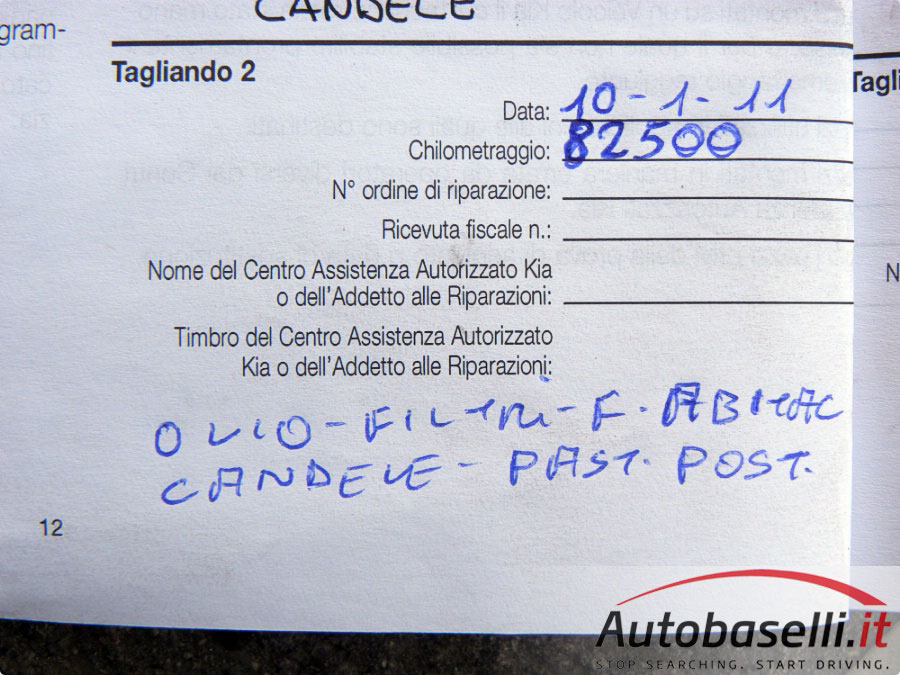 CANDELE
gram-
Tagliando 2
Tagli
Data: 10-1-11
Chilometraggio: 82500
N° ordine di riparazione:
Ricevuta fiscale n.:
Nome del Centro Assistenza Autorizzato Kia
o dell'Addetto alle Riparazioni:
N
Timbro del Centro Assistenza Autorizzato
Kia o dell'Addetto alle Riparazioni:
OLIO - FILTRI - F. ABITAC
CANDELE - PAST. POST.
12
Autobaselli.it
STOP SEARCHING. START DRIVING.